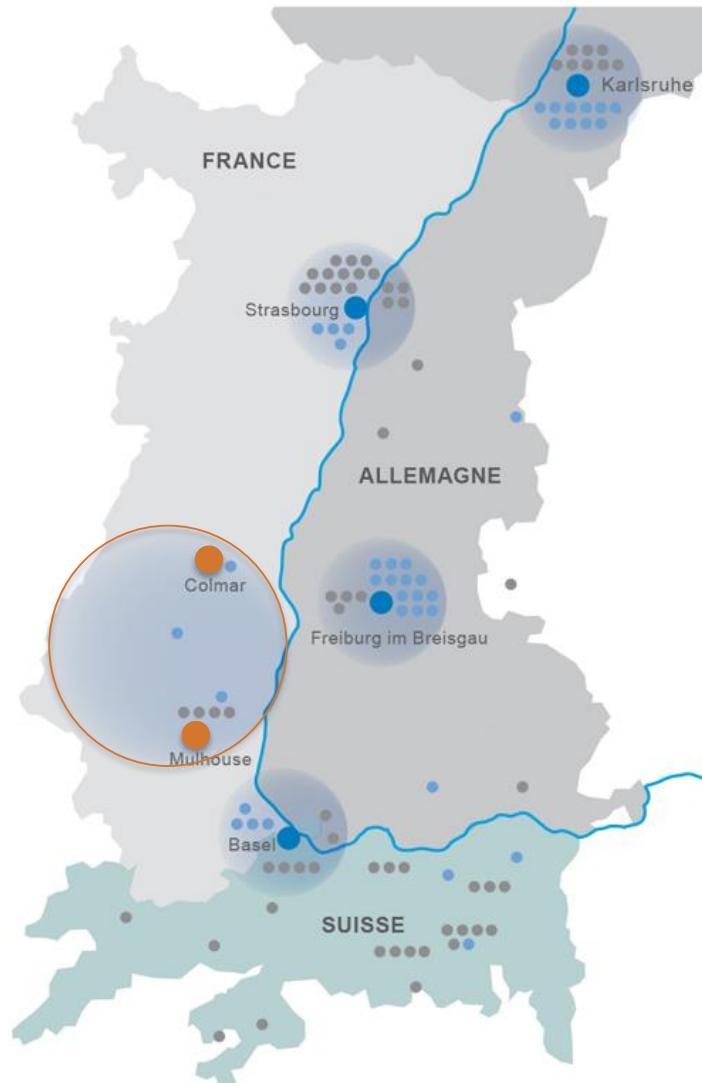 Karlsruhe
FRANCE
Strasbourg
ALLEMAGNE
Colmar
Freiburg im Breisgau
Mulhouse
Basel
SUISSE